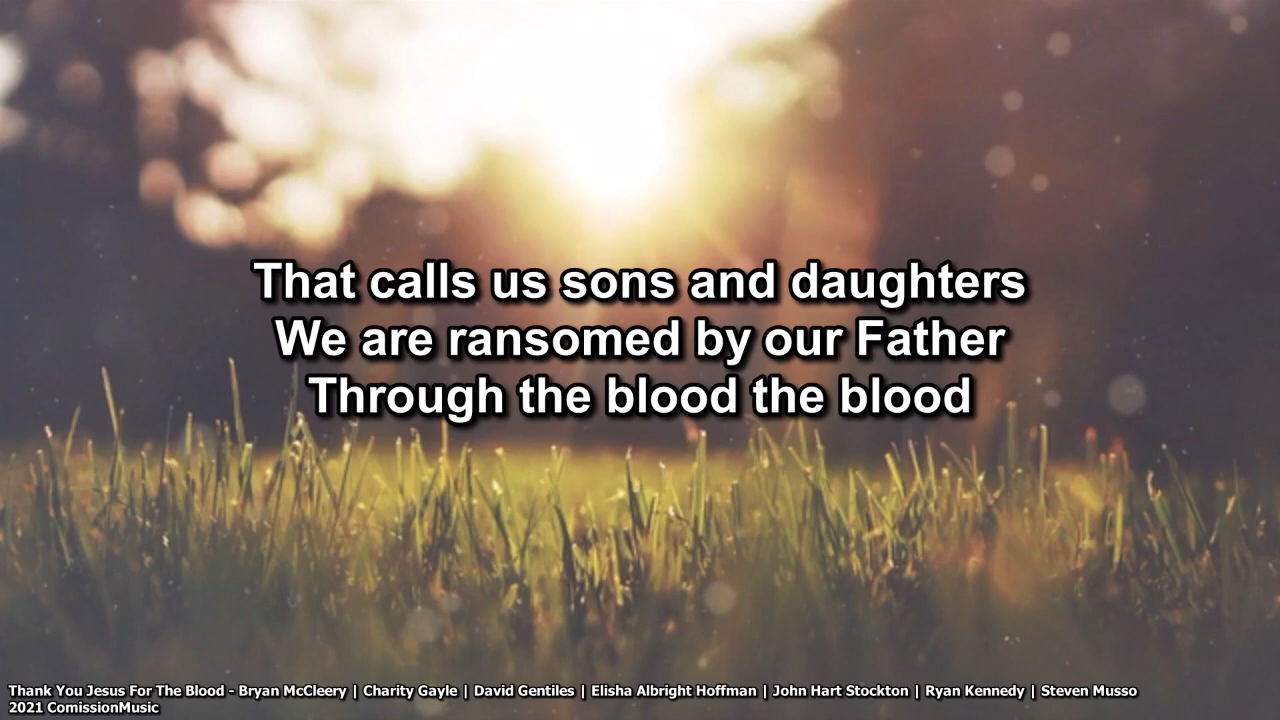 That calls us sons and daughters
We are ransomed by our Father
Through the blood the blood
Thank You Jesus For The Blood - Bryan McCleery | Charity Gayle | David Gentiles | Elisha Albright Hoffman | John Hart Stockton | Ryan Kennedy | Steven Musso
2021 ComissionMusic